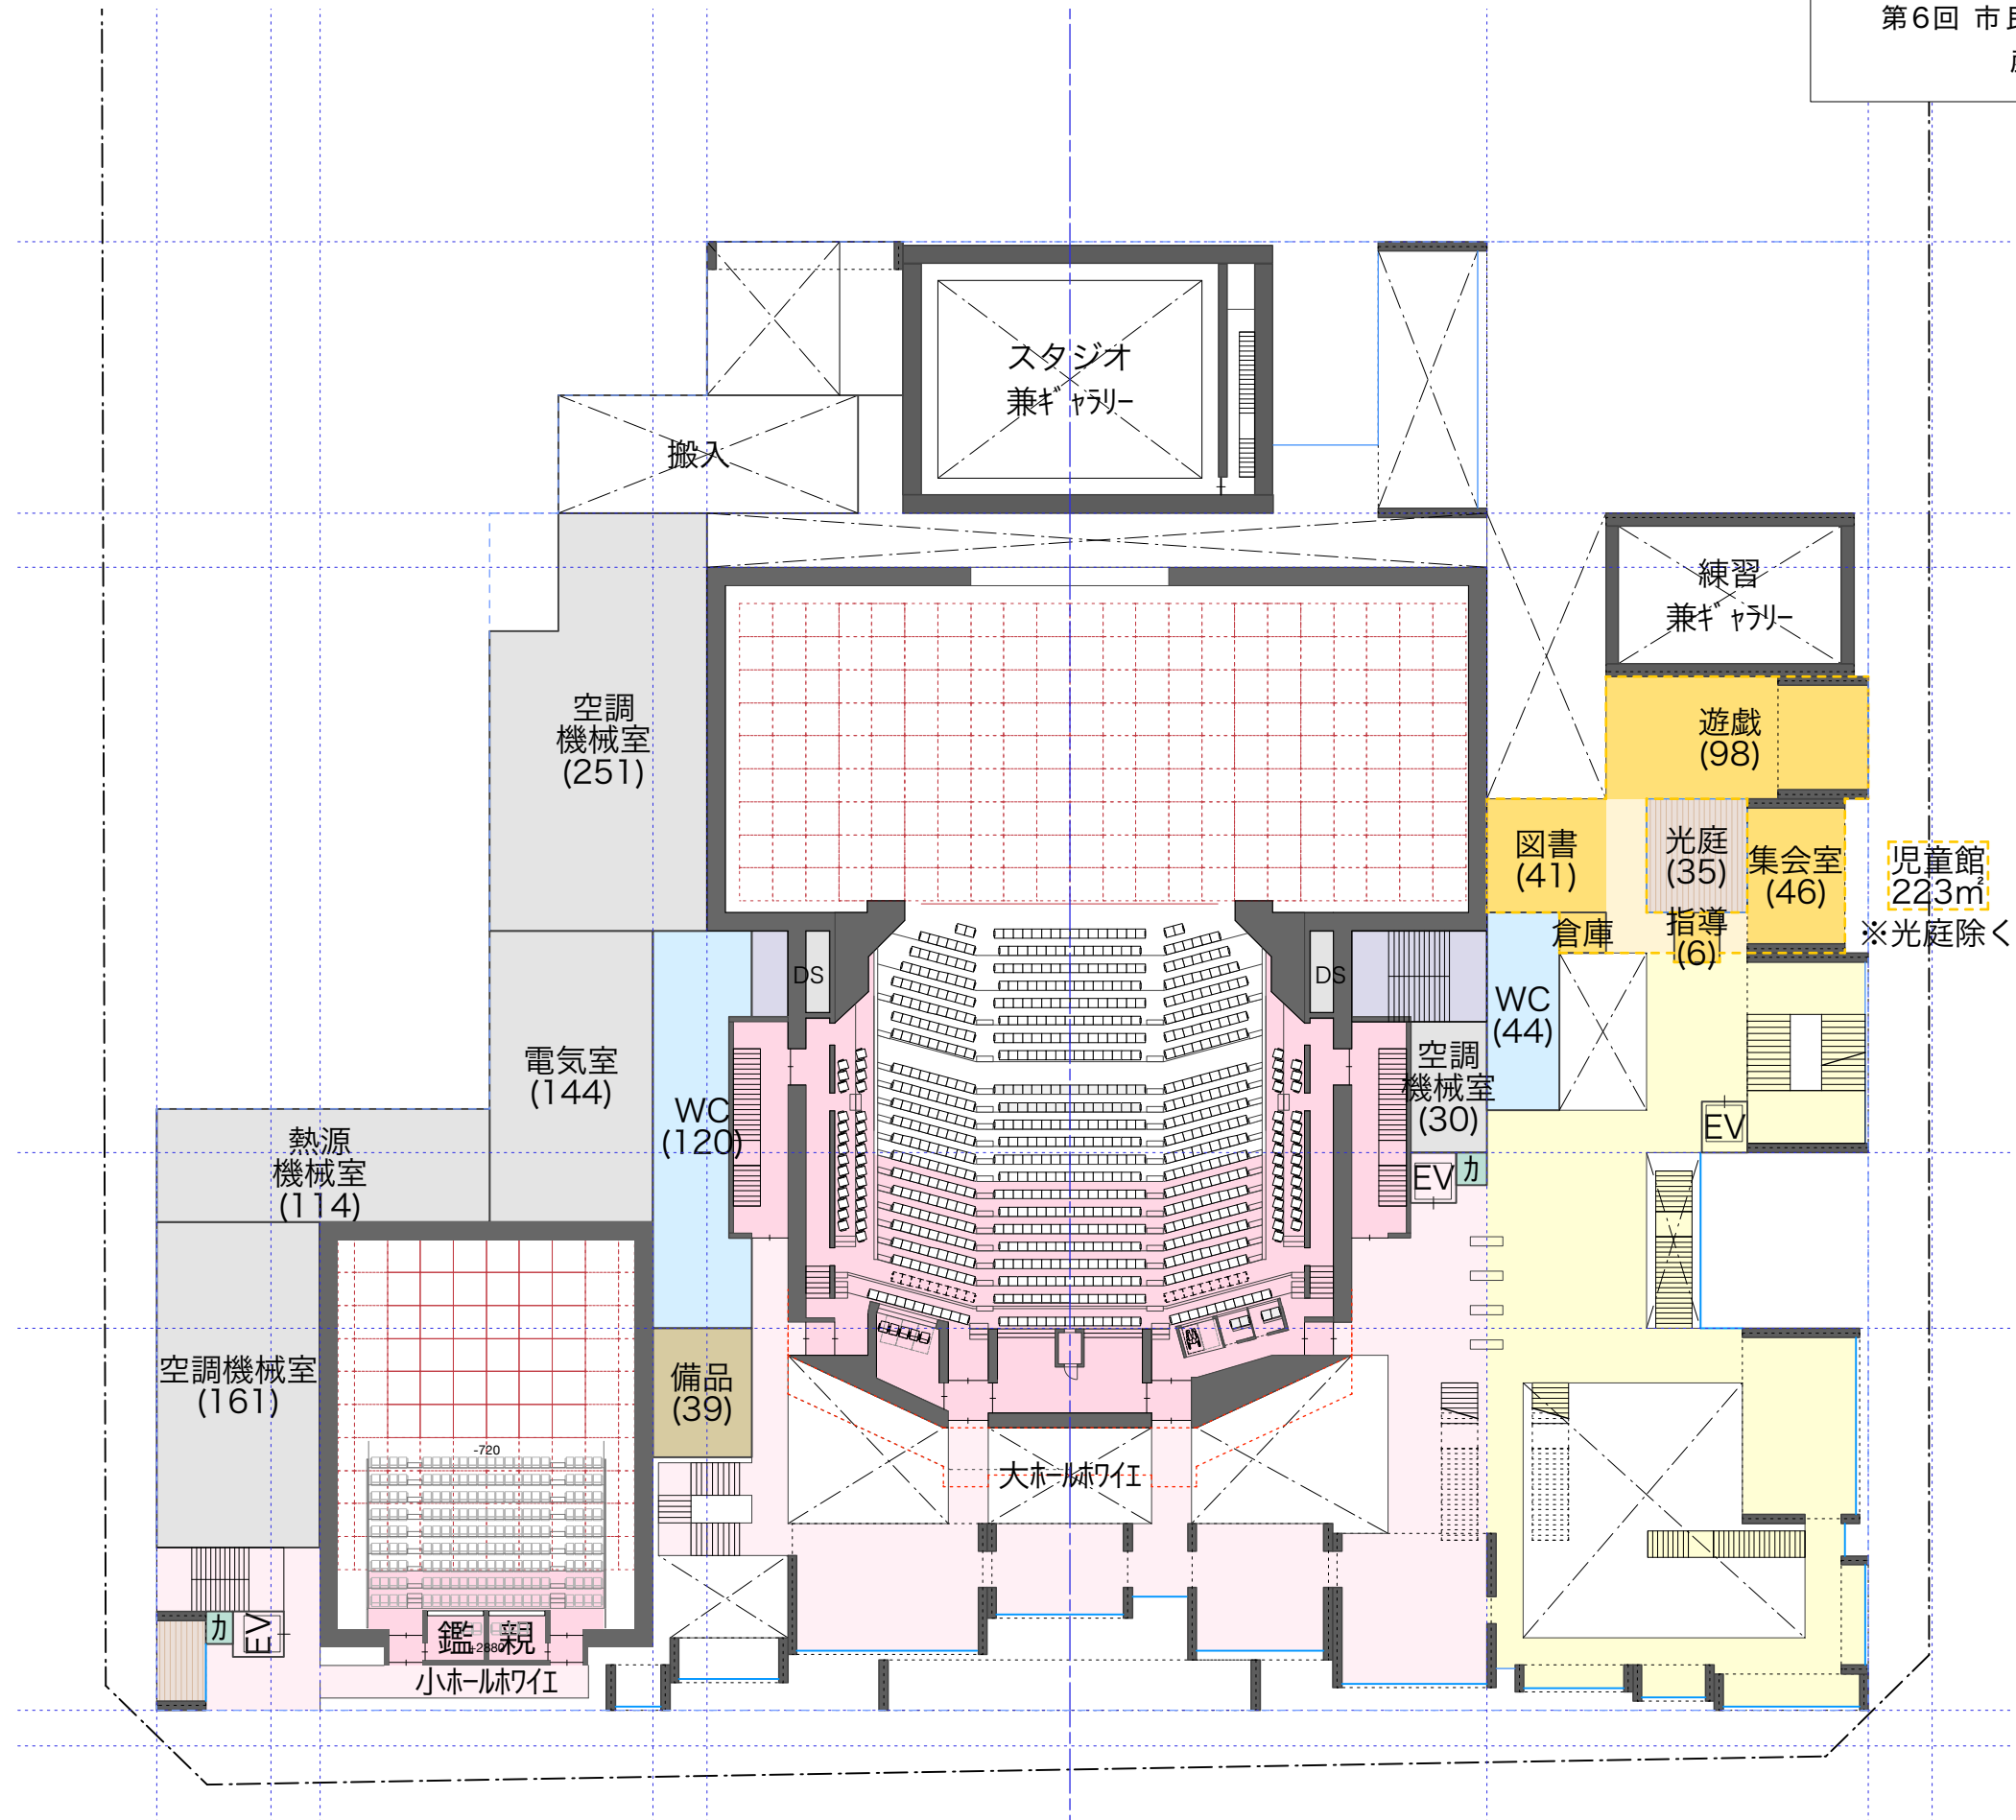 第6回 市
スタジオ
兼ギャラリー
搬入
練習
兼ギャラリー
空調
機械室
(251)
遊戯
(98)
図書
(41)
光庭
(35)
集会室
(46)
児童館
223㎡
※光庭除く
倉庫
指導
(6)
DS
DS
WC
(44)
電気室
(144)
WC
(120)
空調
機械室
(30)
EV
EV
カ
熱源
機械室
(114)
空調機械室
(161)
備品
(39)
-720
大ホールホワイエ
カ
EV
鑑
親
+2880
小ホールホワイエ